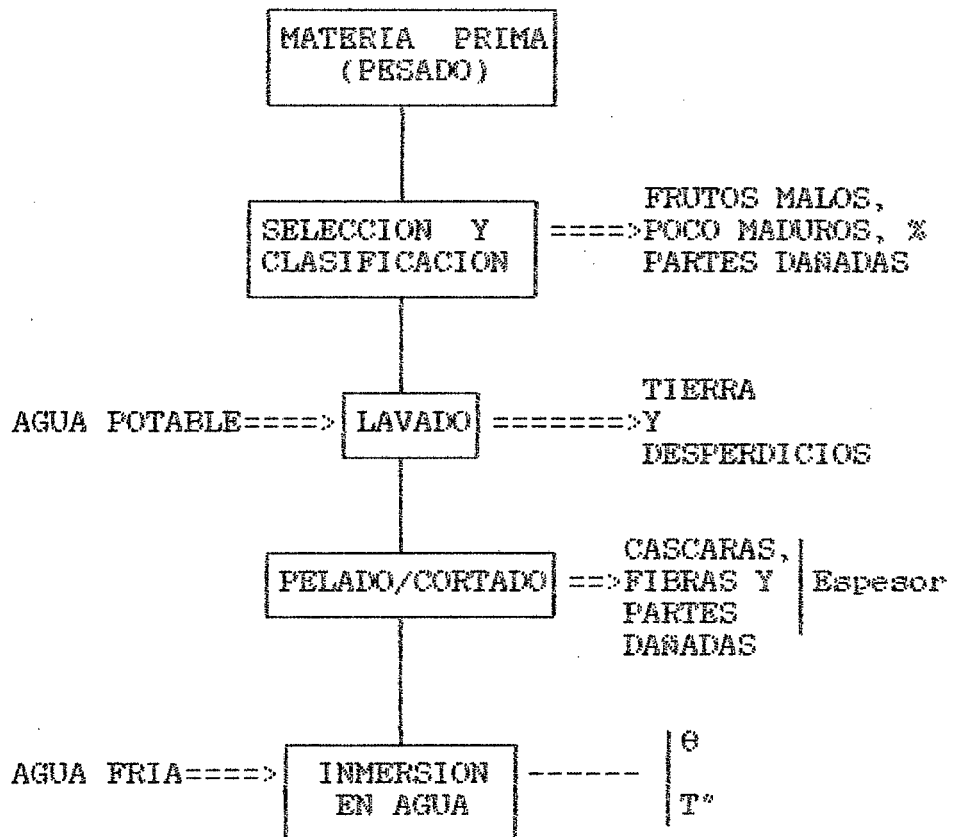 MATERIA PRIMA
(PESADO)
SELECCION Y
CLASIFICACION
====>
FRUTOS MALOS,
POCO MADUROS, %
PARTES DAÑADAS
AGUA POTABLE====>
LAVADO
=======>
TIERRA
Y
DESPERDICIOS
PELADO/CORTADO
==>
CASCARAS,
FIBRAS Y
PARTES
DAÑADAS
Espesor
AGUA FRIA====>
INMERSION
EN AGUA
------
θ
T°